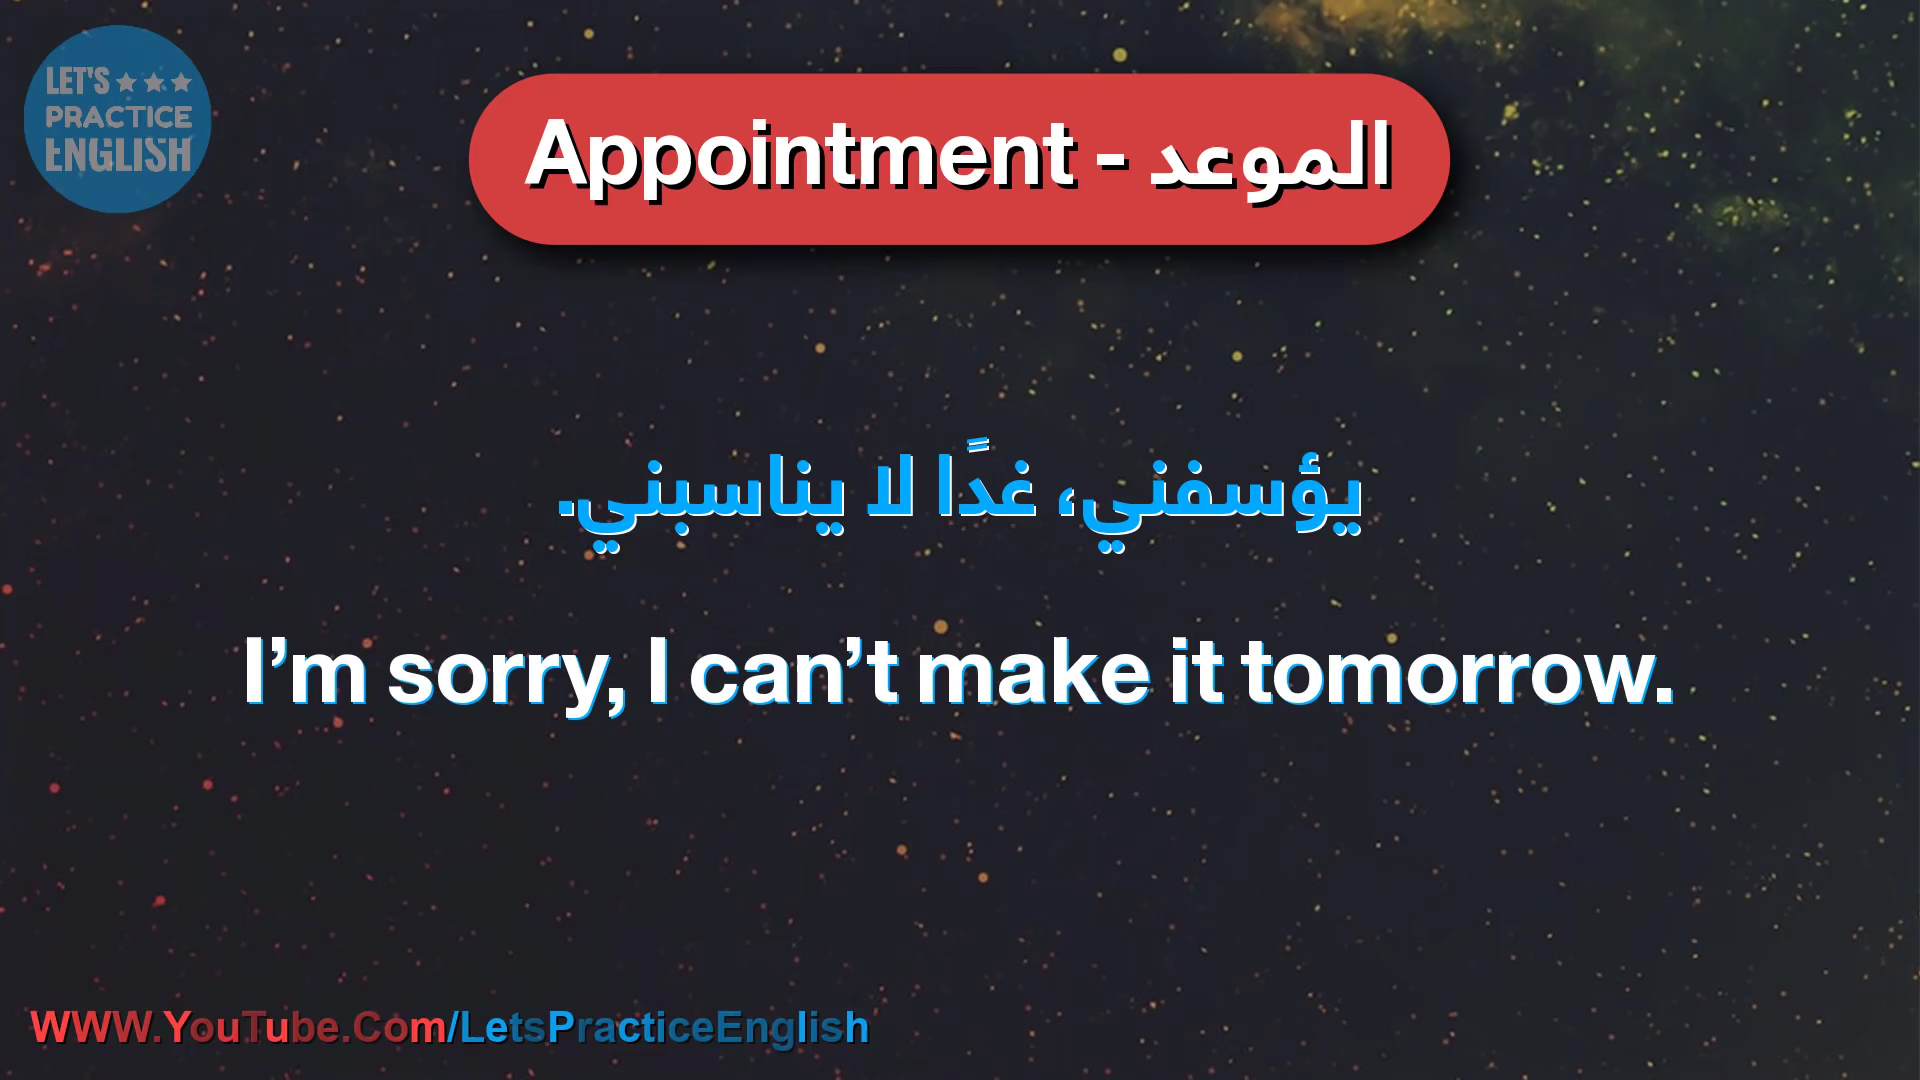 LET'S
PRACTICE
ENGLISH
Appointment - الموعد
يؤسفني، غدًا لا يناسبني.
I’m sorry, I can’t make it tomorrow.
WWW.YouTube.Com/LetsPracticeEnglish